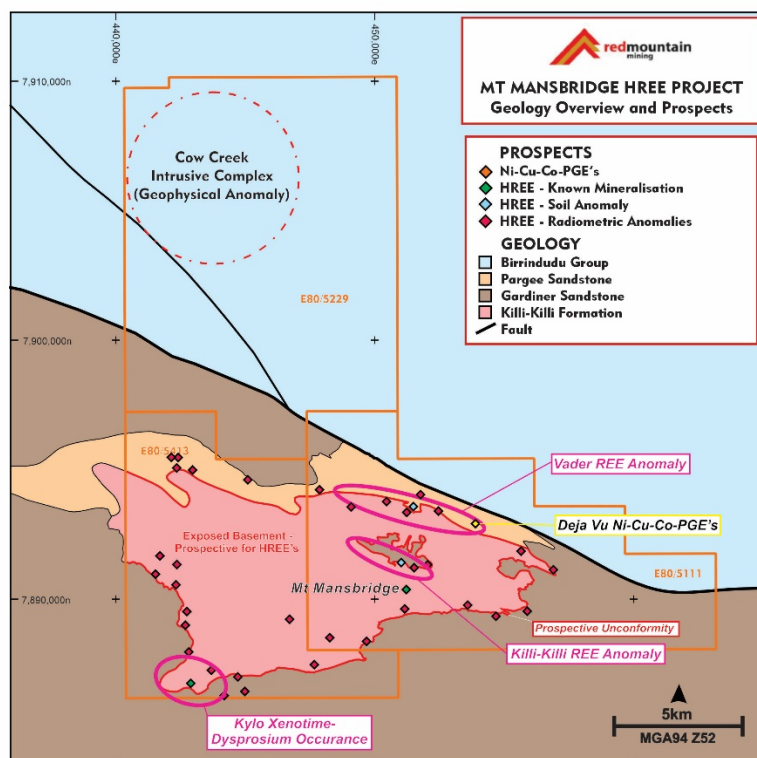 440,000e
450,000e
7,910,000n
7,900,000n
7,890,000n
redmountain
mining
MT MANSBRIDGE HREE PROJECT
Geology Overview and Prospects
PROSPECTS
Ni-Cu-Co-PGE's
HREE - Known Mineralisation
HREE - Soil Anomaly
HREE - Radiometric Anomalies
GEOLOGY
Birrindudu Group
Pargee Sandstone
Gardiner Sandstone
Killi-Killi Formation
Fault
Cow Creek
Intrusive Complex
(Geophysical Anomaly)
E80/5229
E80/5413
Vader REE Anomaly
Deja Vu Ni-Cu-Co-PGE's
Exposed Basement -
Prospective for HREE's
Mt Mansbridge
E80/5111
Prospective Unconformity
Killi-Killi REE Anomaly
Kylo Xenotime-
Dysprosium Occurance
5km
MGA94 Z52